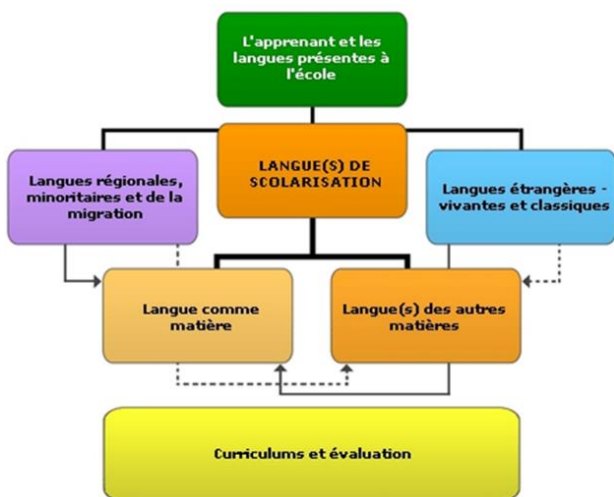 L'apprenant et les
langues présentes à
l'école
LANGUE(S) DE
SCOLARISATION
Langues régionales,
minoritaires et de la
migration
Langues étrangères -
vivantes et classiques
Langue comme
matière
Langue(s) des autres
matières
Curriculums et évaluation